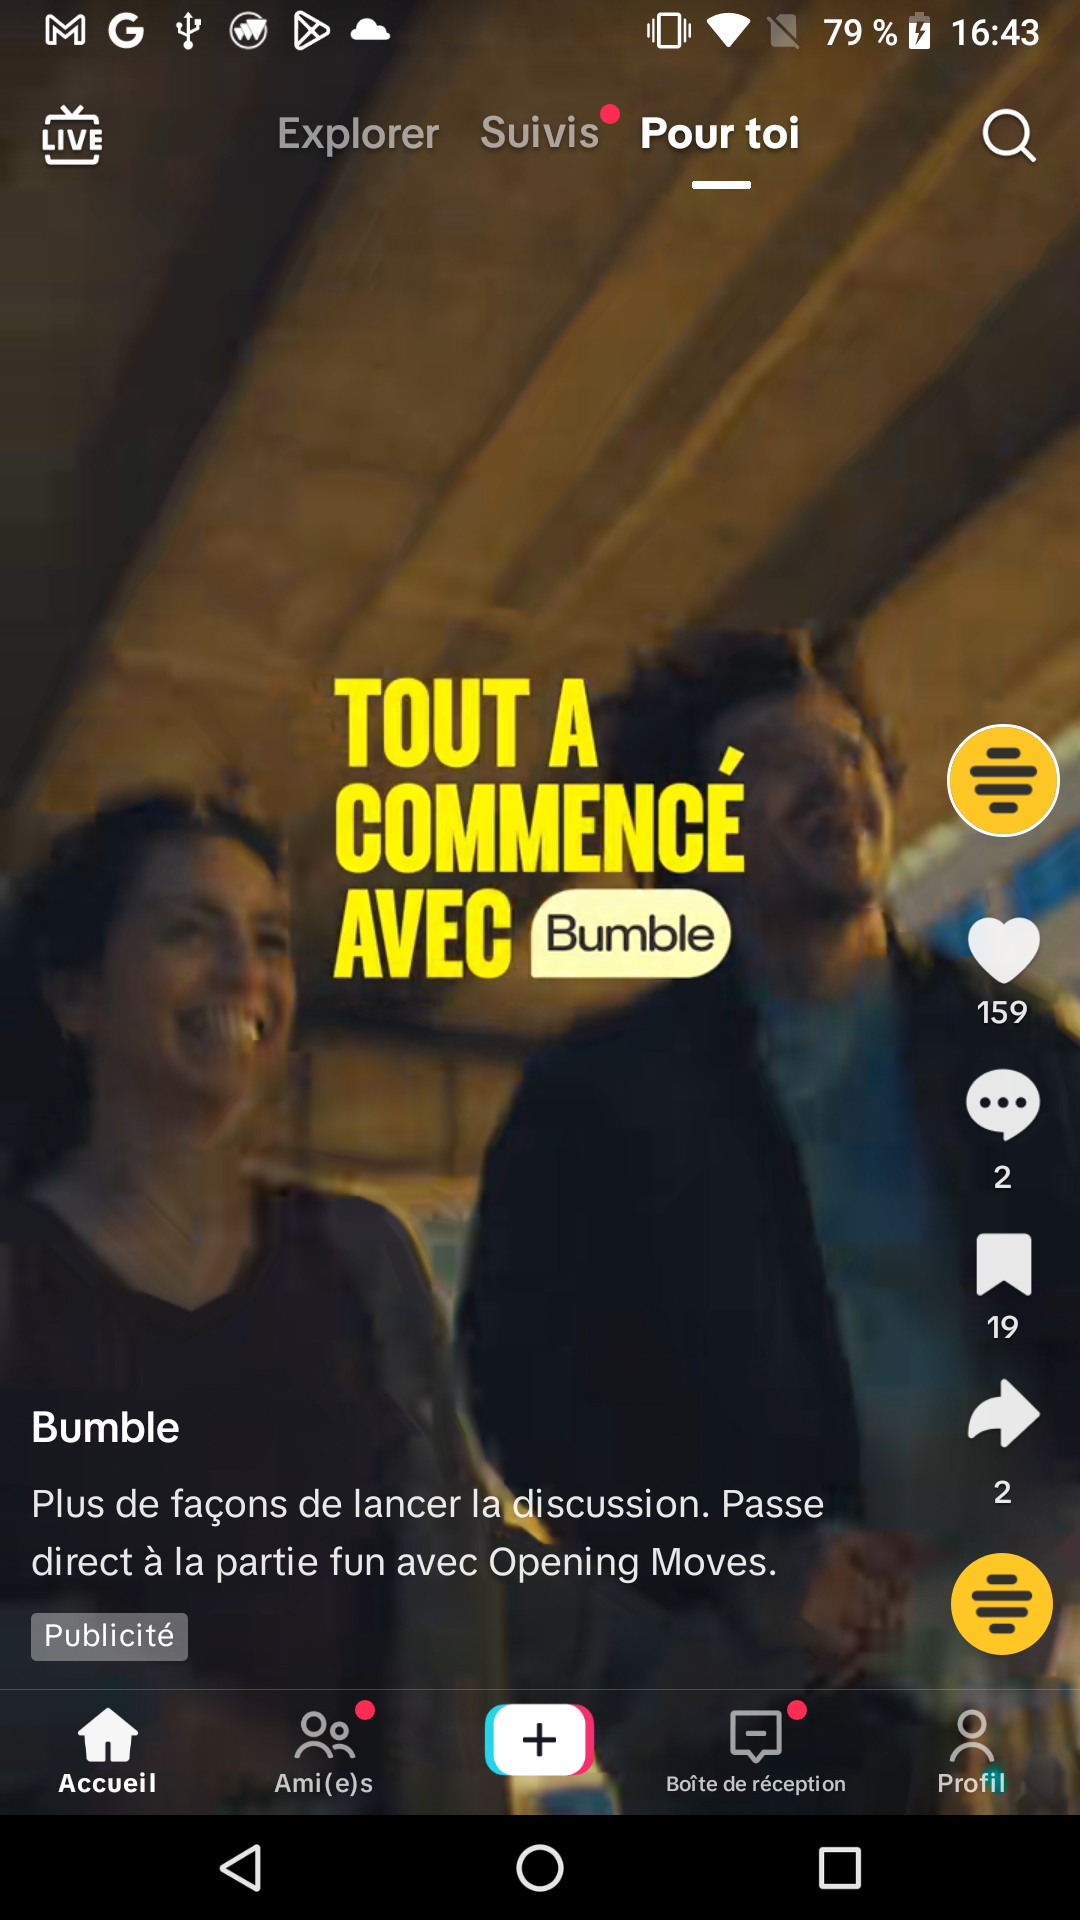 79 % 16:43
LIVE Explorer Suivis Pour toi
TOUT A
COMMENCÉ
AVEC Bumble
159
2
19
2
Bumble
Plus de façons de lancer la discussion. Passe
direct à la partie fun avec Opening Moves.
Publicité
Accueil Ami(e)s Boîte de réception Profil